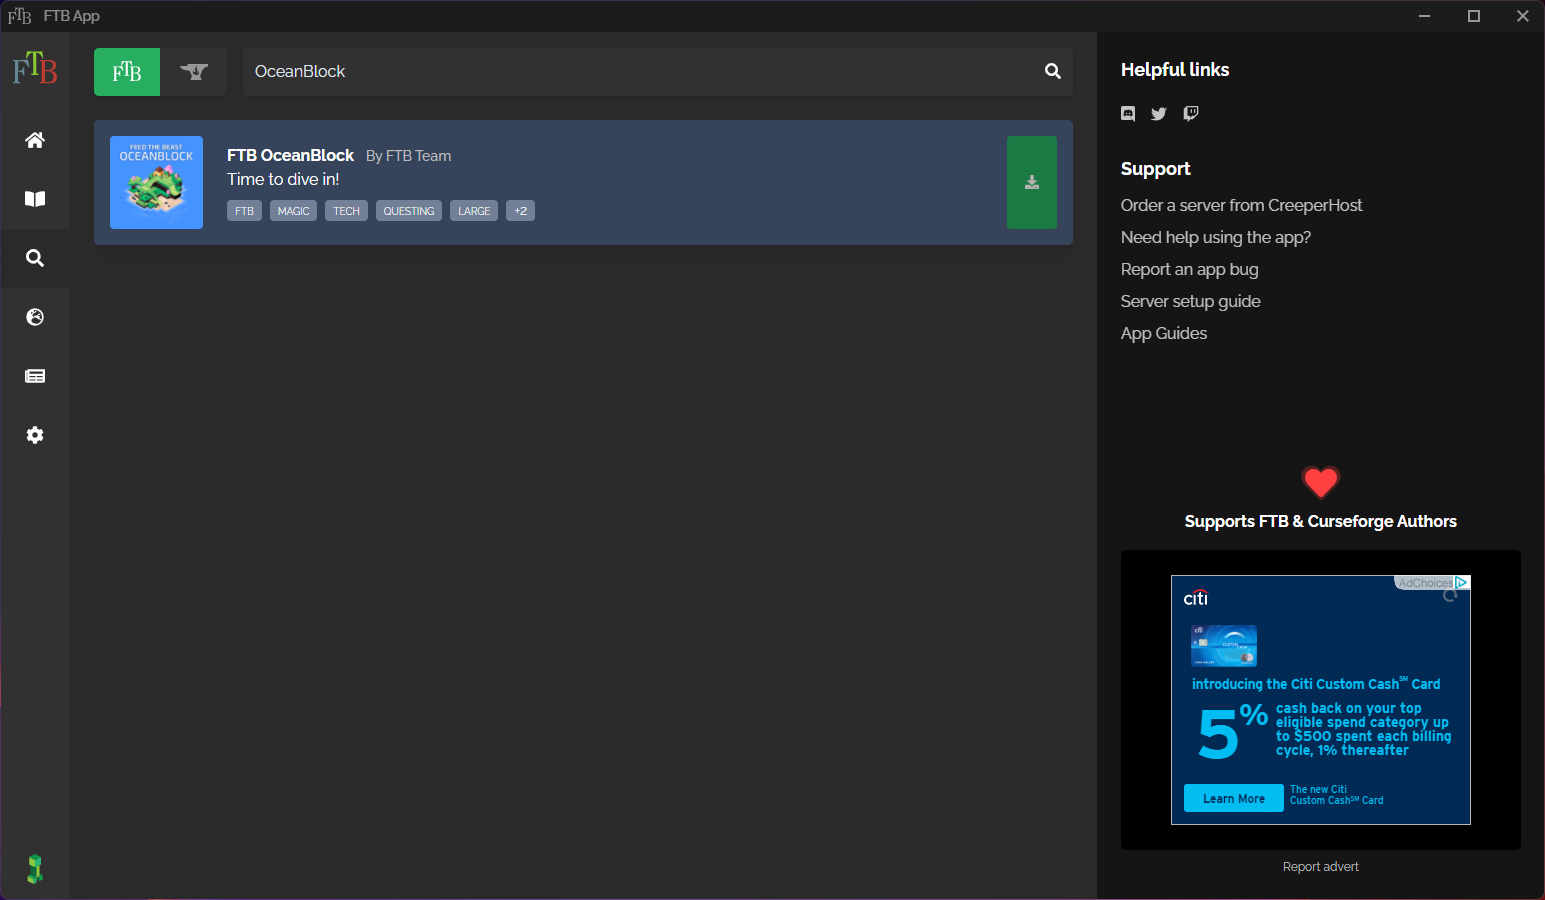 FTB
FTB App
FTB
FTB
OceanBlock
FEED THE BEAST
OCEANBLOCK
FTB OceanBlock By FTB Team
Time to dive in!
FTB MAGIC TECH QUESTING LARGE +2
Helpful links
Support
Order a server from CreeperHost
Need help using the app?
Report an app bug
Server setup guide
App Guides
Supports FTB & Curseforge Authors
AdChoices
citi
citi
CUSTOM CASH
introducing the Citi Custom Cash℠ Card
5% cash back on your top
eligible spend category up
to $500 spent each billing
cycle, 1% thereafter
Learn More
The new Citi
Custom Cash℠ Card
Report advert